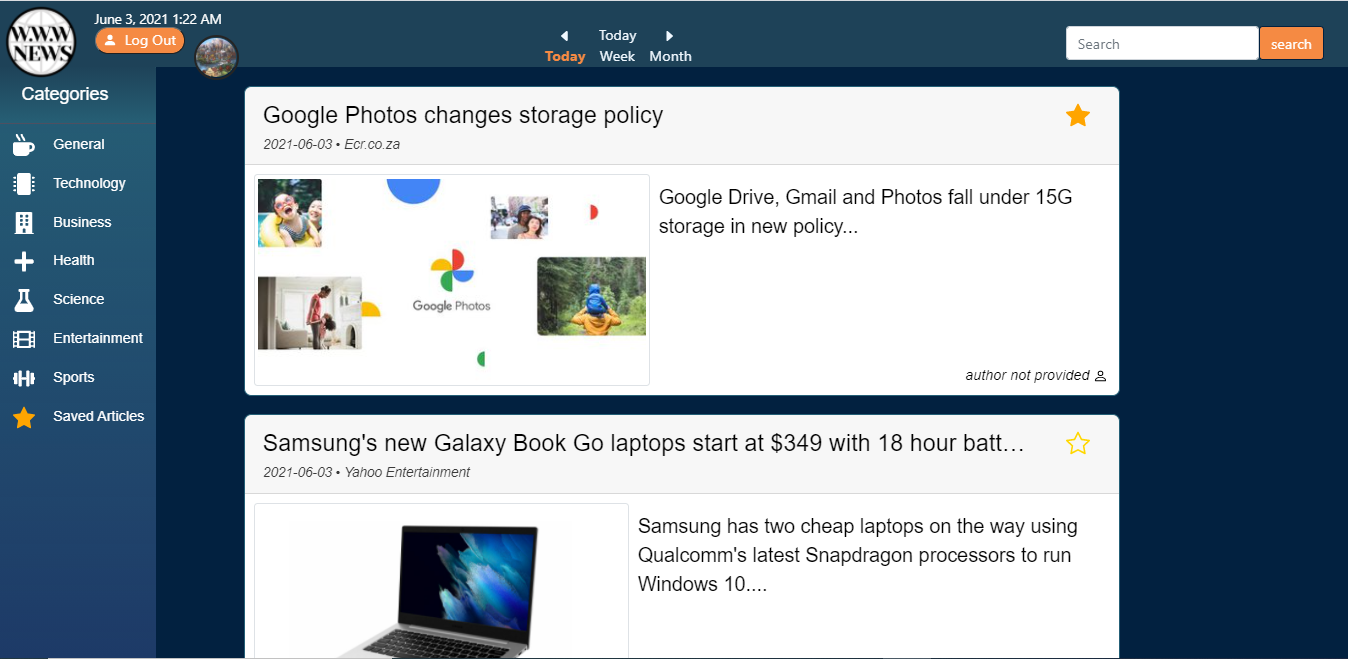 W.W.W
NEWS
June 3, 2021 1:22 AM
Log Out
Today
Today Week Month
Search
search
Categories
General
Technology
Business
Health
Science
Entertainment
Sports
Saved Articles
Google Photos changes storage policy
2021-06-03 • Ecr.co.za
Google Photos
Google Drive, Gmail and Photos fall under 15G
storage in new policy...
author not provided
Samsung's new Galaxy Book Go laptops start at $349 with 18 hour batt…
2021-06-03 • Yahoo Entertainment
Samsung has two cheap laptops on the way using
Qualcomm's latest Snapdragon processors to run
Windows 10....